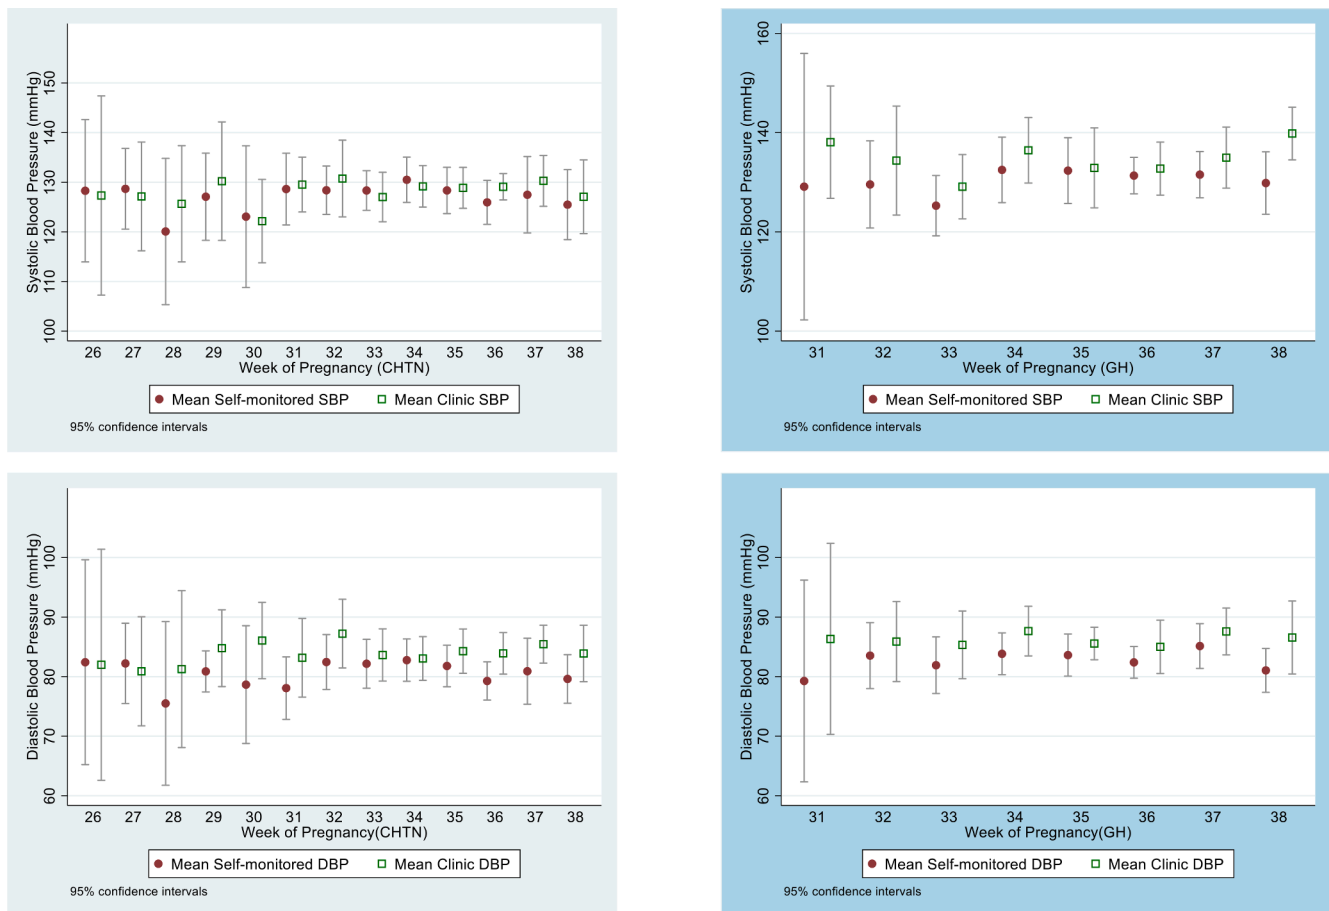 Systolic Blood Pressure (mmHg)
150
140
130
120
110
100
26 27 28 29 30 31 32 33 34 35 36 37 38
Week of Pregnancy (CHTN)
Mean Self-monitored SBP Mean Clinic SBP
95% confidence intervals
Systolic Blood Pressure (mmHg)
160
140
120
100
31 32 33 34 35 36 37 38
Week of Pregnancy (GH)
Mean Self-monitored SBP Mean Clinic SBP
95% confidence intervals
Diastolic Blood Pressure (mmHg)
100
90
80
70
60
26 27 28 29 30 31 32 33 34 35 36 37 38
Week of Pregnancy(CHTN)
Mean Self-monitored DBP Mean Clinic DBP
95% confidence intervals
Diastolic Blood Pressure (mmHg)
100
90
80
70
60
31 32 33 34 35 36 37 38
Week of Pregnancy(GH)
Mean Self-monitored DBP Mean Clinic DBP
95% confidence intervals